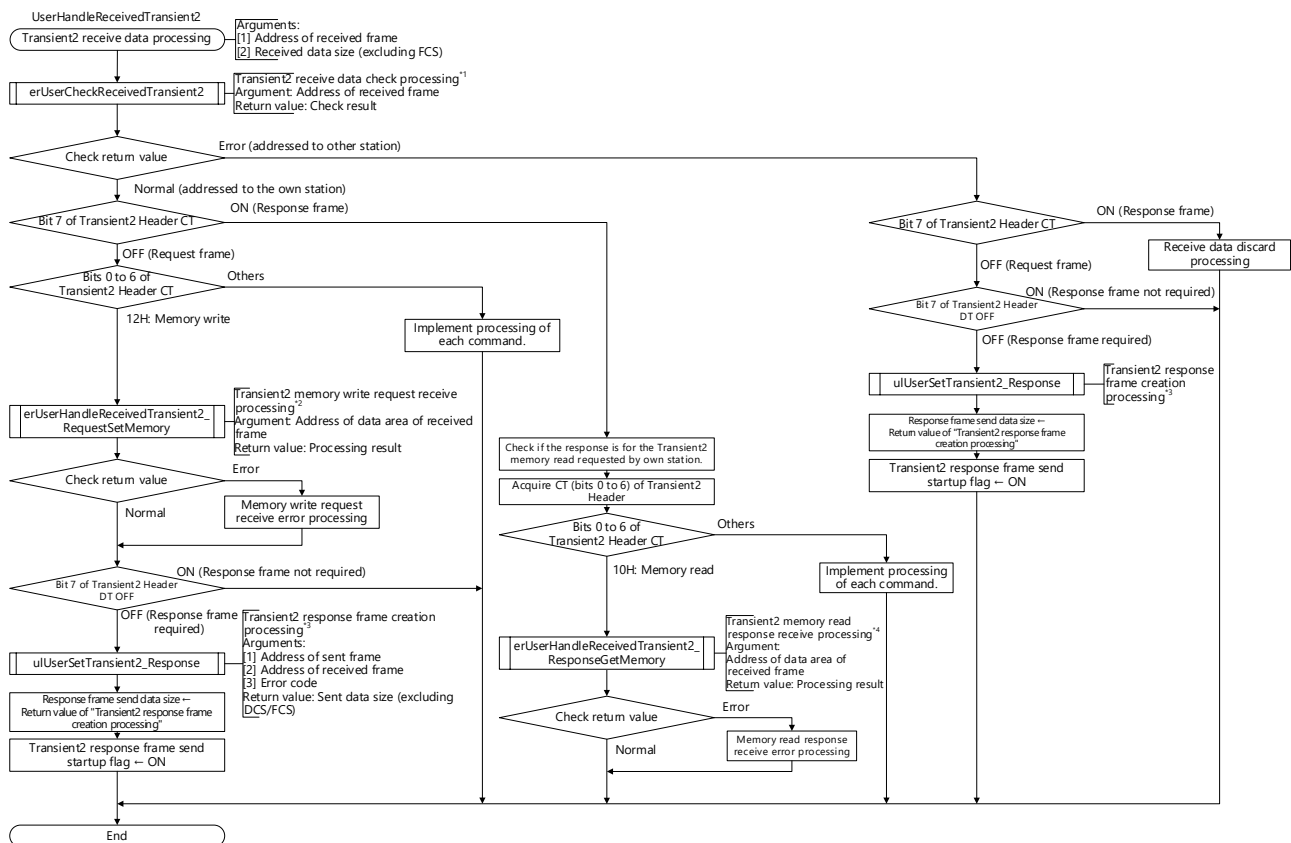 UserHandleReceivedTransient2
Transient2 receive data processing
Arguments:
[1] Address of received frame
[2] Received data size (excluding FCS)
erUserCheckReceivedTransient2
Transient2 receive data check processing*1
Argument: Address of received frame
Return value: Check result
Check return value
Error (addressed to other station)
Normal (addressed to the own station)
Bit 7 of Transient2 Header CT
ON (Response frame)
OFF (Request frame)
Bits 0 to 6 of
Transient2 Header CT
Others
12H: Memory write
Implement processing of
each command.
erUserHandleReceivedTransient2_
RequestSetMemory
Transient2 memory write request receive
processing*2
Argument: Address of data area of received
frame
Return value: Processing result
Check return value
Error
Normal
Memory write request
receive error processing
Bit 7 of Transient2 Header
DT OFF
ON (Response frame not required)
OFF (Response frame
required)
ulUserSetTransient2_Response
Transient2 response frame creation
processing*3
Arguments:
[1] Address of sent frame
[2] Address of received frame
[3] Error code
Return value: Sent data size (excluding
DCS/FCS)
Response frame send data size ←
Return value of "Transient2 response frame
creation processing"
Transient2 response frame send
startup flag ← ON
End
Check if the response is for the Transient2
memory read requested by own station.
Acquire CT (bits 0 to 6) of Transient2
Header
Bits 0 to 6 of
Transient2 Header CT
Others
10H: Memory read
Implement processing
of each command.
erUserHandleReceivedTransient2_
ResponseGetMemory
Transient2 memory read
response receive processing*4
Argument:
Address of data area of
received frame
Return value: Processing result
Check return value
Error
Normal
Memory read response
receive error processing
Bit 7 of Transient2 Header CT
ON (Response frame)
Receive data discard
processing
OFF (Request frame)
Bit 7 of Transient2 Header
DT OFF
ON (Response frame not required)
OFF (Response frame required)
ulUserSetTransient2_Response
Transient2 response
frame creation
processing*3
Response frame send data size ←
Return value of "Transient2 response frame
creation processing"
Transient2 response frame send
startup flag ← ON